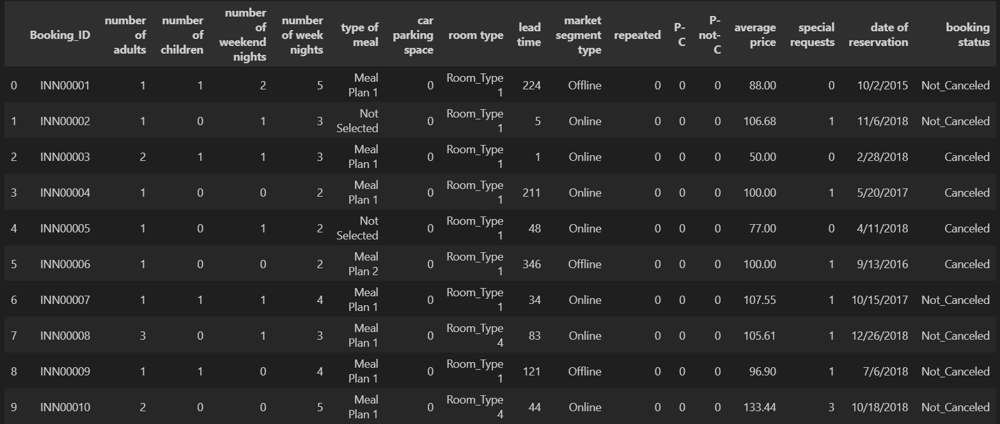 Booking_ID number of adults number of children number of weekend nights number of week nights type of meal car parking space room type lead time market segment type repeated P-C P-not-C average price special requests date of reservation booking status
0 INN00001 1 1 2 5 Meal Plan 1 0 Room_Type 1 224 Offline 0 0 0 88.00 0 10/2/2015 Not_Canceled
1 INN00002 1 0 1 3 Not Selected 0 Room_Type 1 5 Online 0 0 0 106.68 1 11/6/2018 Not_Canceled
2 INN00003 2 1 1 3 Meal Plan 1 0 Room_Type 1 1 Online 0 0 0 50.00 0 2/28/2018 Canceled
3 INN00004 1 0 0 2 Meal Plan 1 0 Room_Type 1 211 Online 0 0 0 100.00 1 5/20/2017 Canceled
4 INN00005 1 0 1 2 Not Selected 0 Room_Type 1 48 Online 0 0 0 77.00 0 4/11/2018 Canceled
5 INN00006 1 0 0 2 Meal Plan 2 0 Room_Type 1 346 Offline 0 0 0 100.00 1 9/13/2016 Canceled
6 INN00007 1 1 1 4 Meal Plan 1 0 Room_Type 1 34 Online 0 0 0 107.55 1 10/15/2017 Not_Canceled
7 INN00008 3 0 1 3 Meal Plan 1 0 Room_Type 4 83 Online 0 0 0 105.61 1 12/26/2018 Not_Canceled
8 INN00009 1 1 0 4 Meal Plan 1 0 Room_Type 1 121 Offline 0 0 0 96.90 1 7/6/2018 Not_Canceled
9 INN00010 2 0 0 5 Meal Plan 1 0 Room_Type 4 44 Online 0 0 0 133.44 3 10/18/2018 Not_Canceled